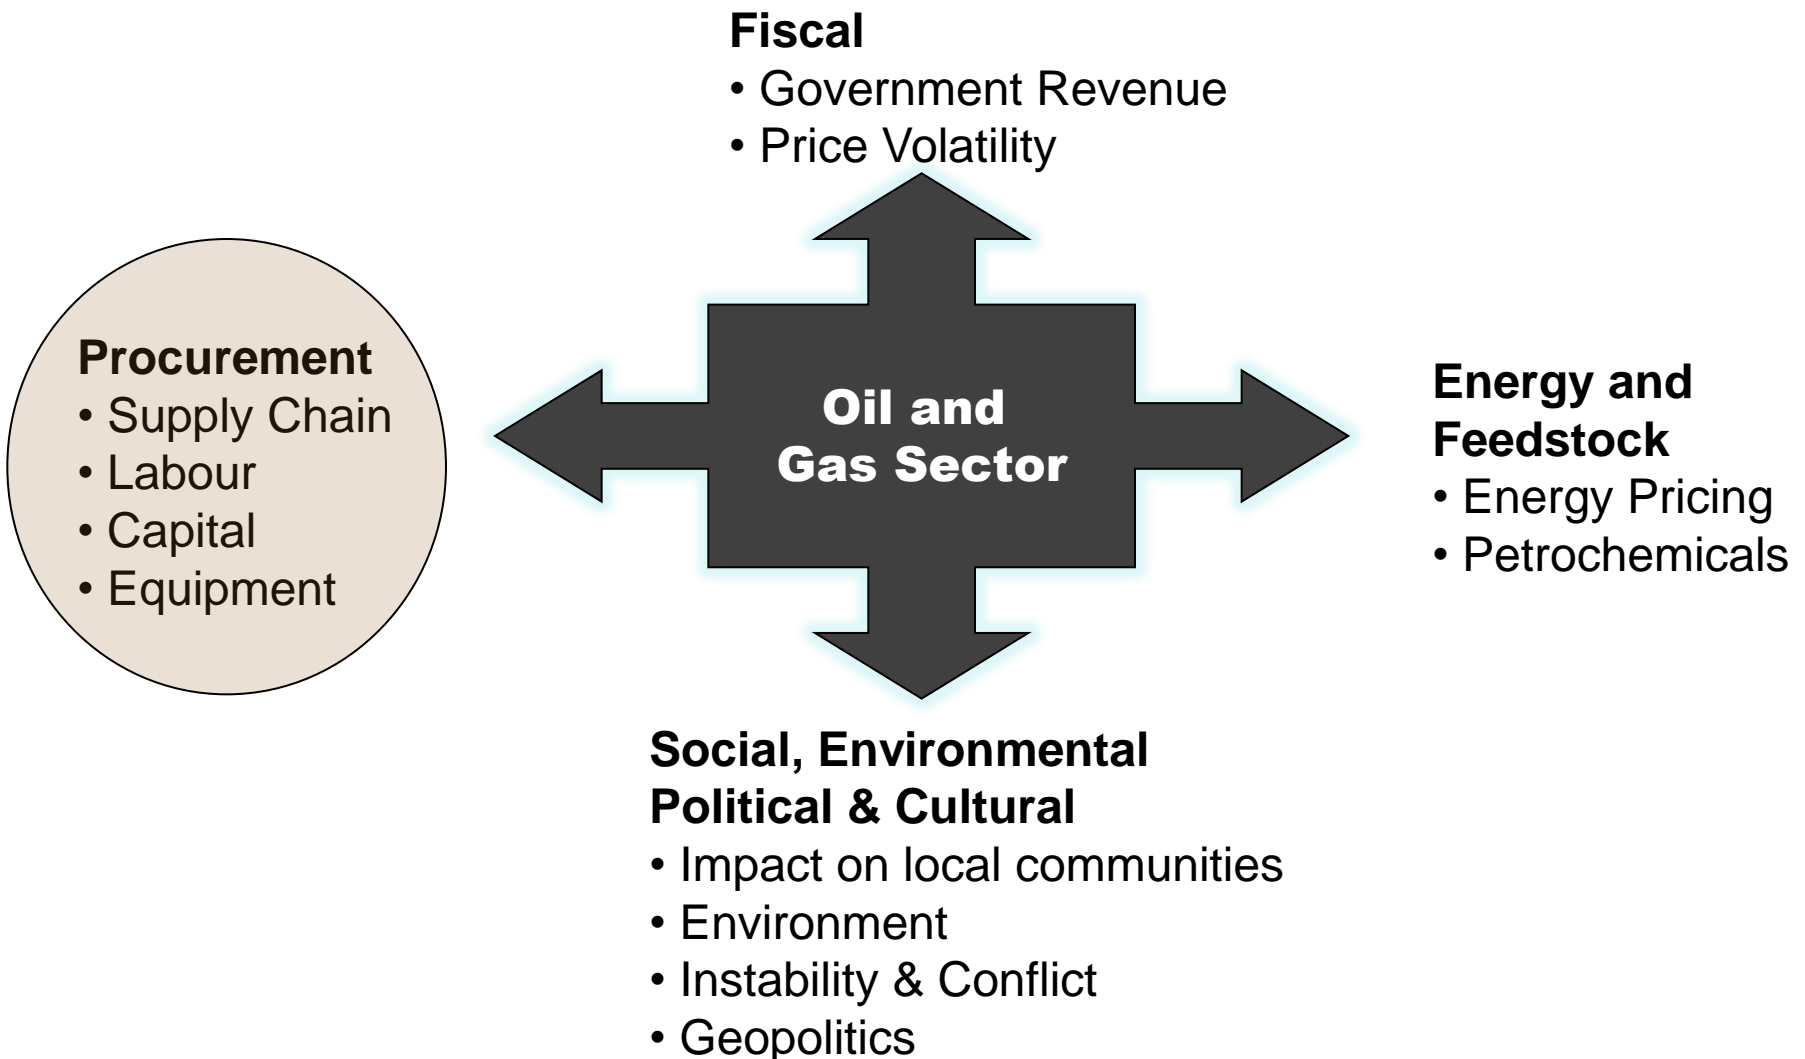 Fiscal
• Government Revenue
• Price Volatility
Procurement
• Supply Chain
• Labour
• Capital
• Equipment
Oil and
Gas Sector
Energy and
Feedstock
• Energy Pricing
• Petrochemicals
Social, Environmental
Political & Cultural
• Impact on local communities
• Environment
• Instability & Conflict
• Geopolitics